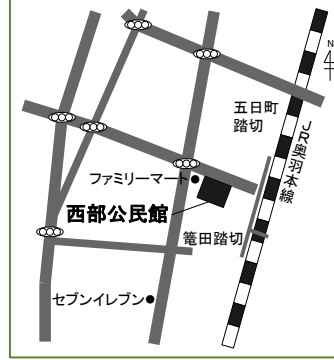 N
五日町
踏切
JR奥羽本線
ファミリーマート
西部公民館
篭田踏切
セブンイレブン